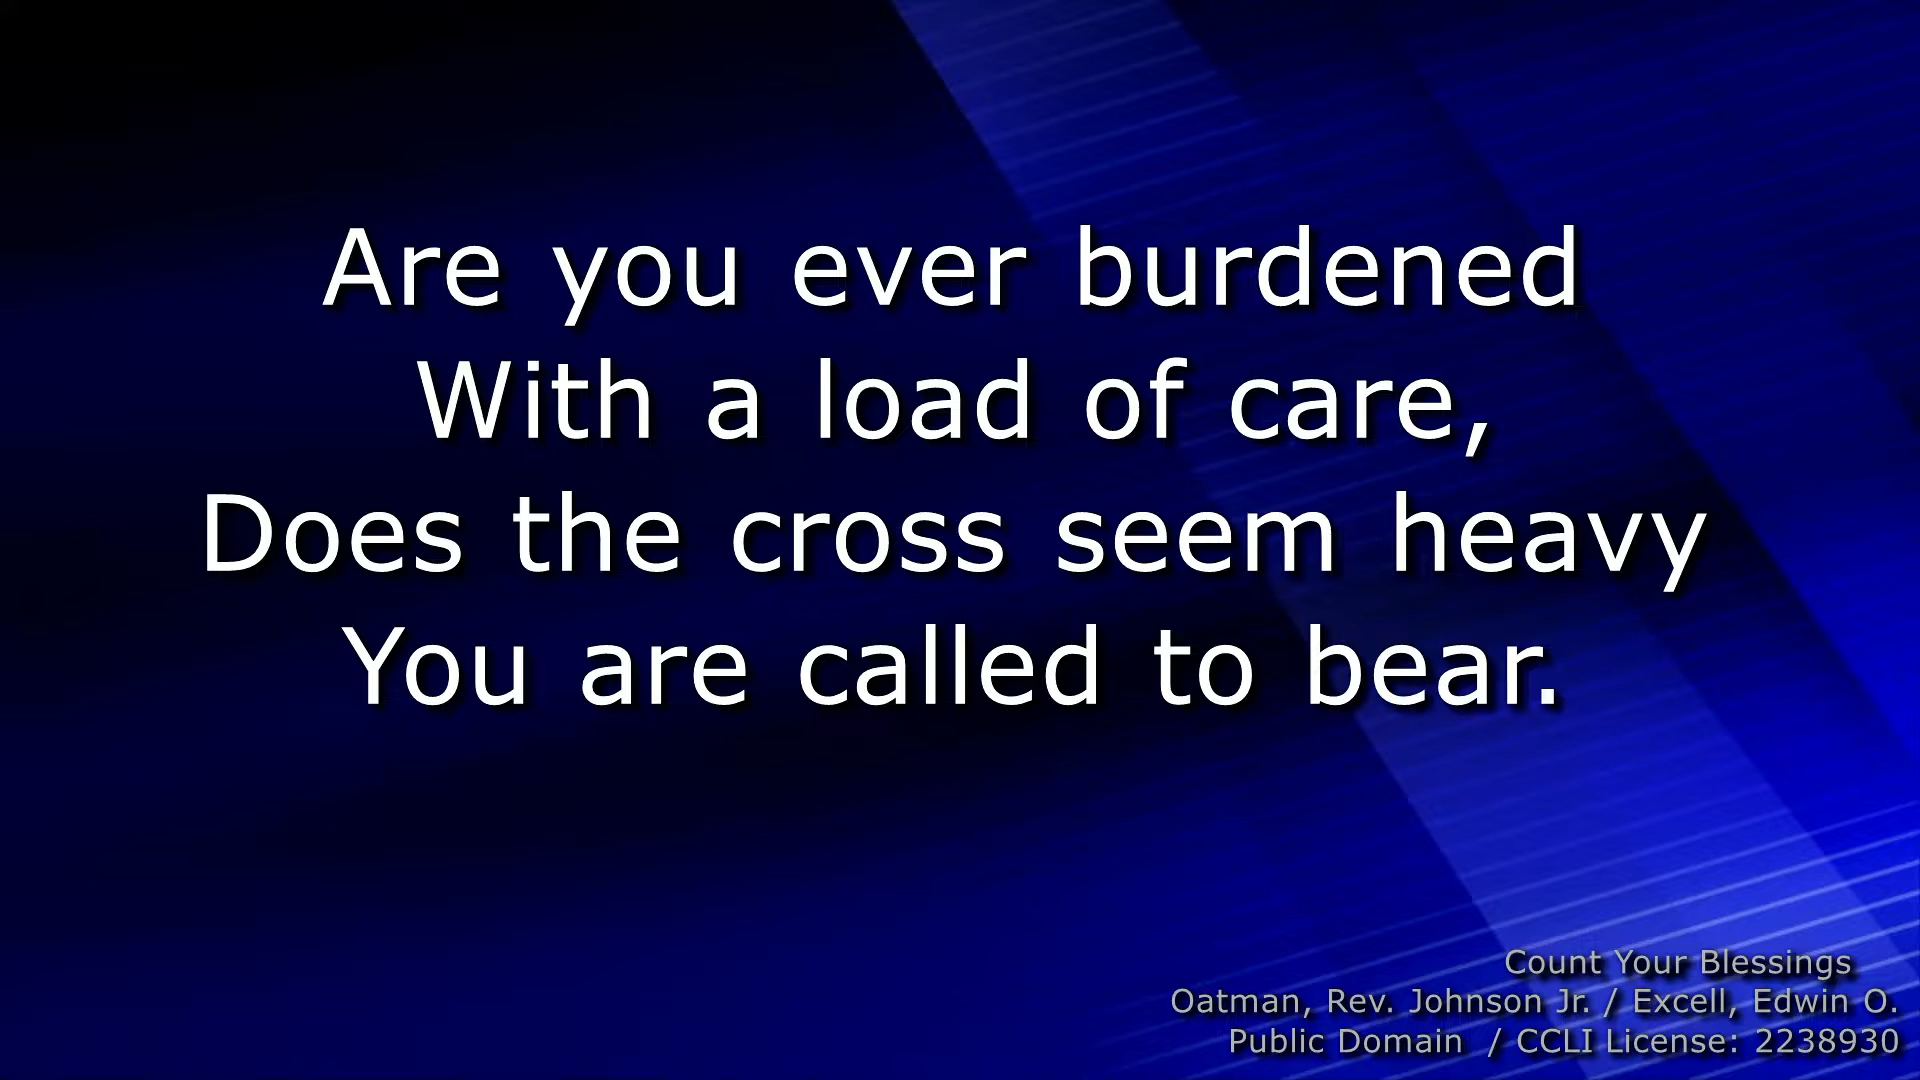 Are you ever burdened
With a load of care,
Does the cross seem heavy
You are called to bear.
Count Your Blessings
Oatman, Rev. Johnson Jr. / Excell, Edwin O.
Public Domain  / CCLI License: 2238930